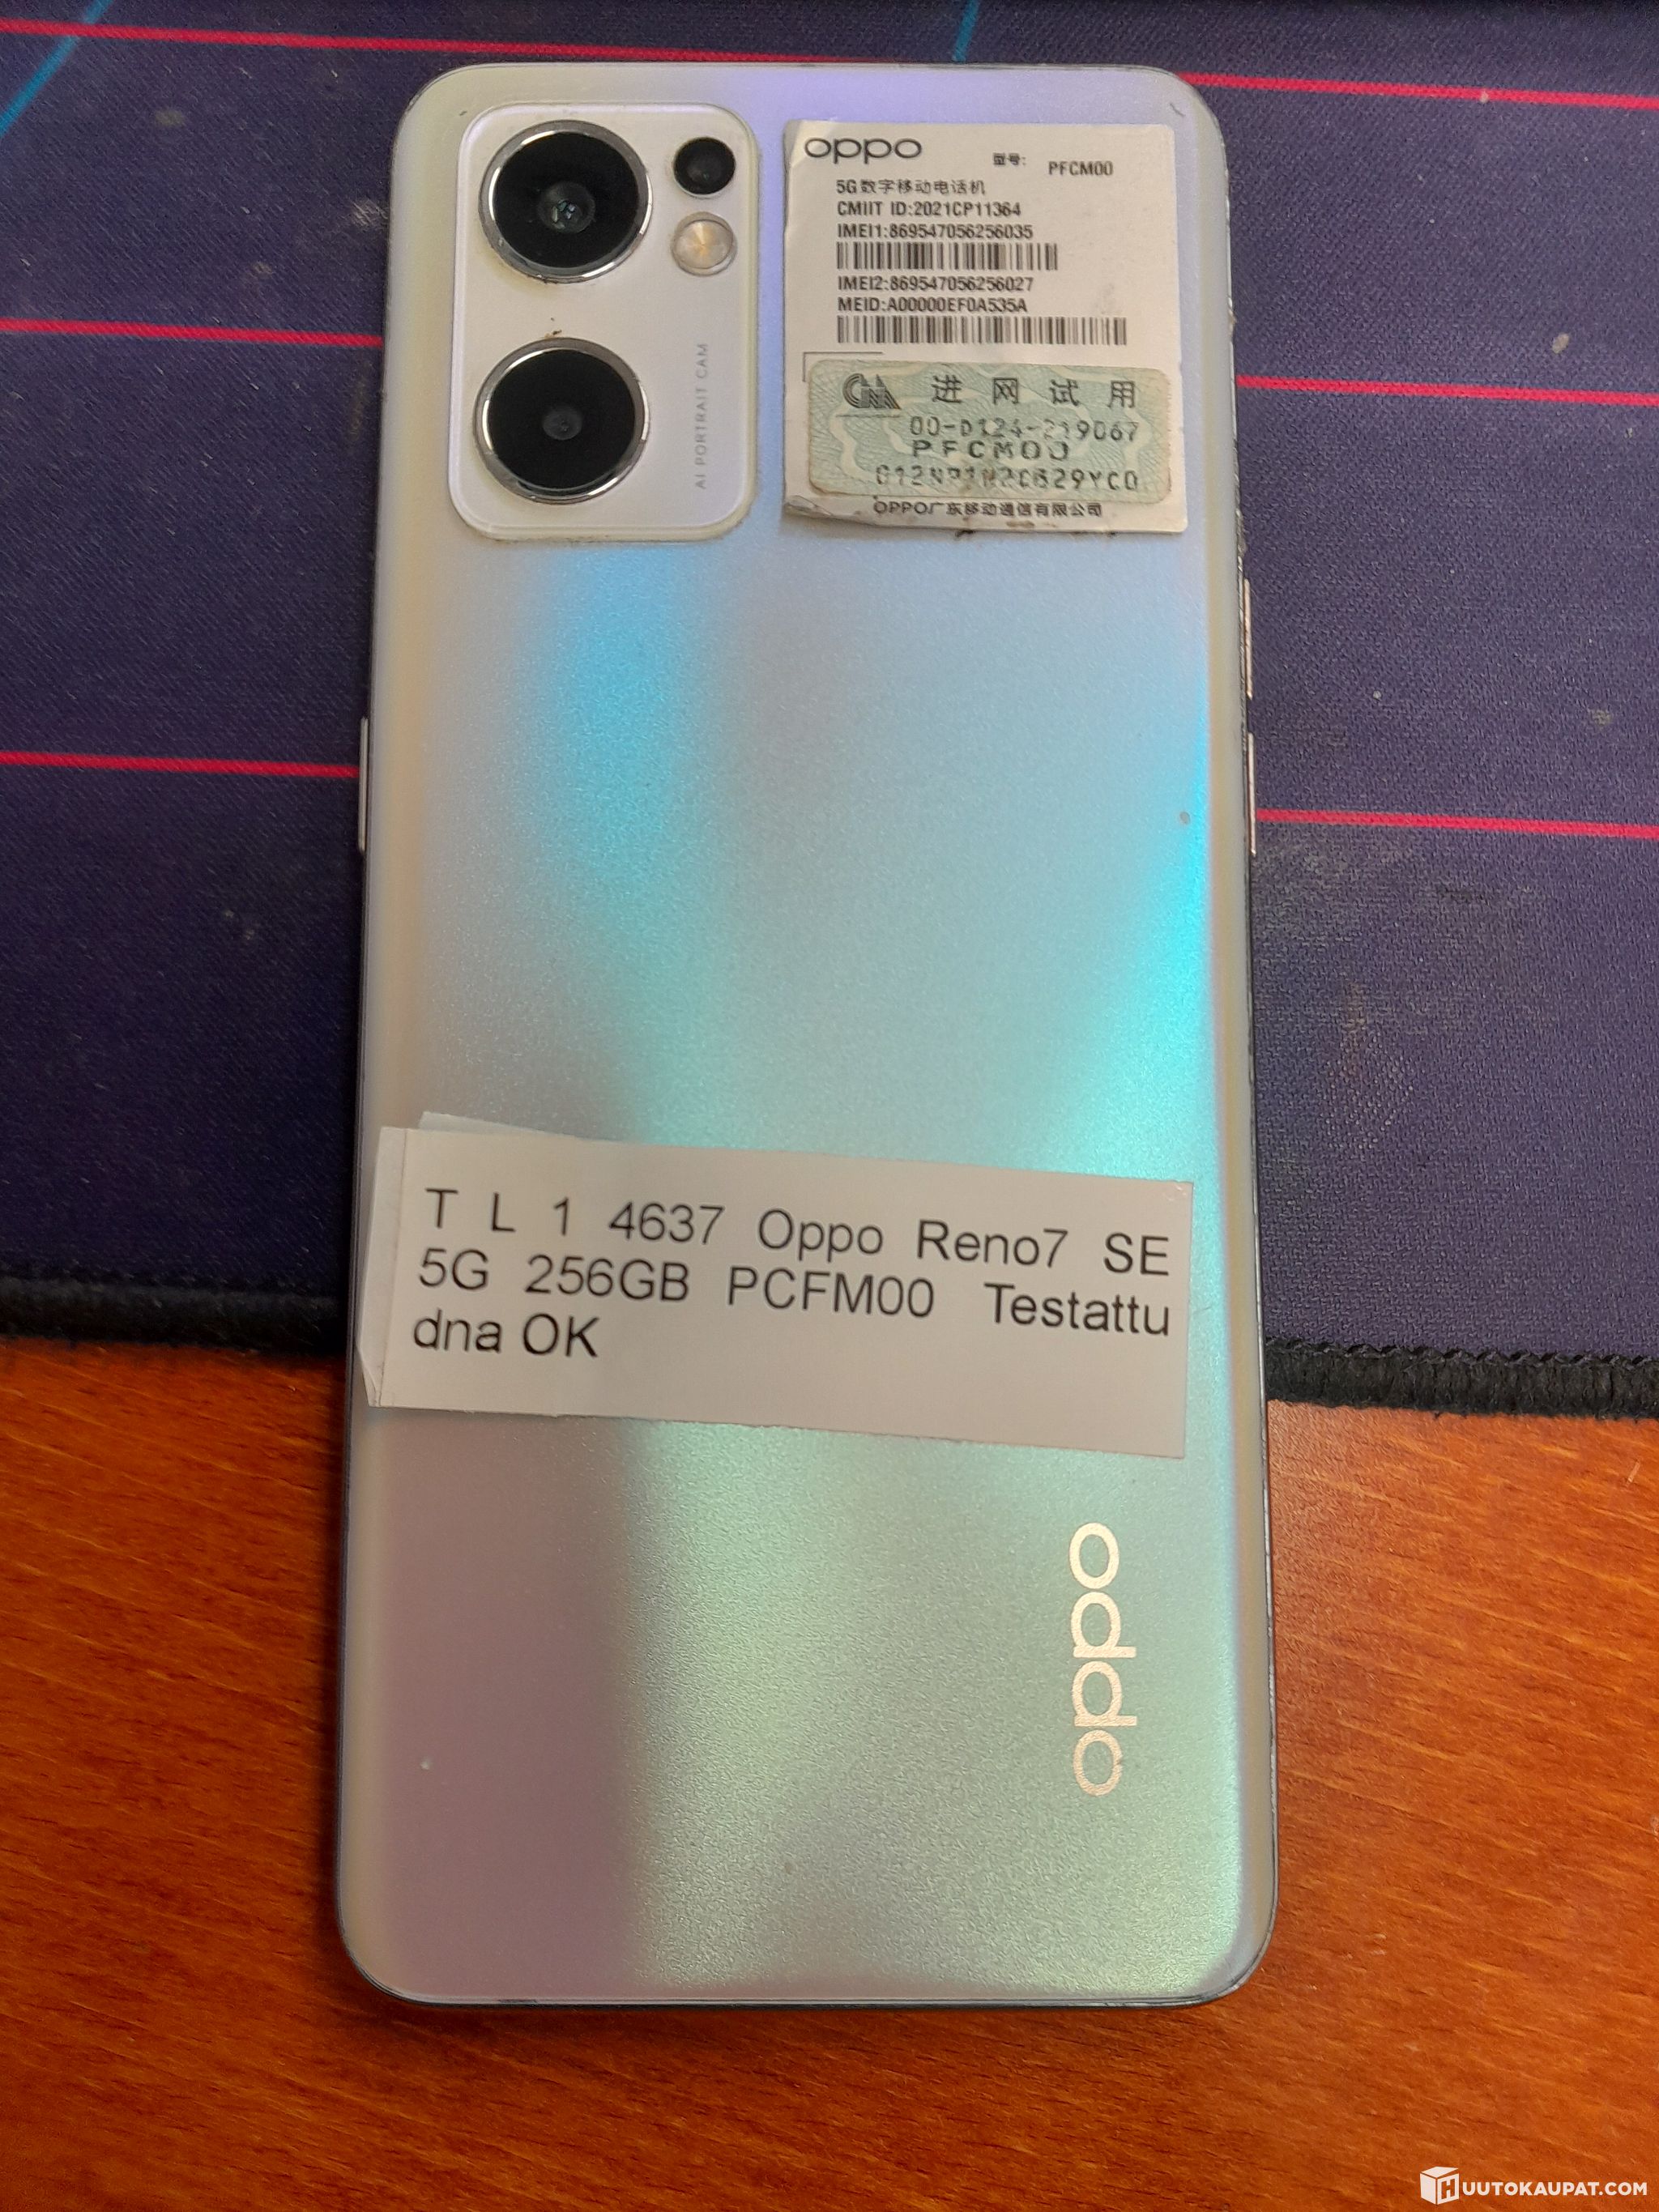 oppo
型号: PFCM00
5G数字移动电话机
CMIIT ID:2021CP11364
IMEI1:869547056256035
IMEI2:869547056256027
MEID:A00000EF0A535A
进网试用
00-D124-219067
PFCM00
OPPO广东移动通信有限公司
AI PORTRAIT CAM
T L 1 4637 Oppo Reno7 SE
5G 256GB PCFM00 Testattu
dna OK
oppo
HUUTOKAUPAT.COM